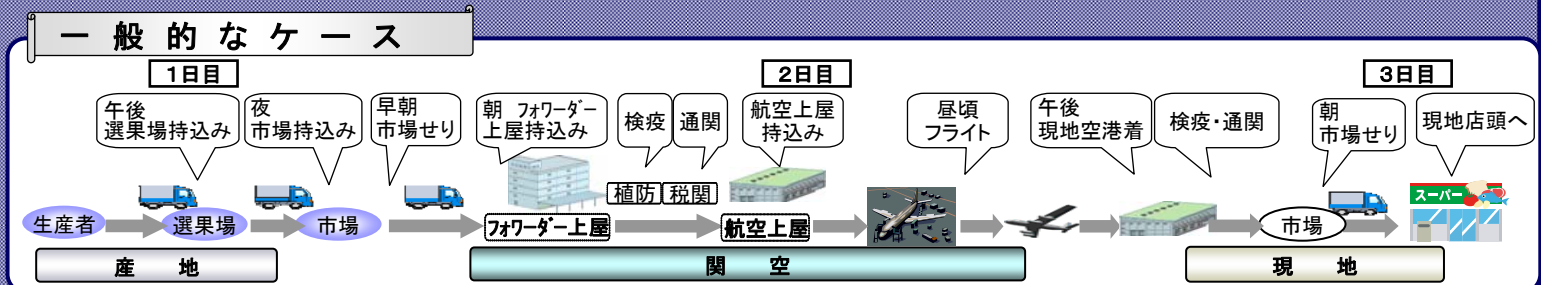 一般的なケース
1日目
2日目
3日目
午後
選果場持込み
夜
市場持込み
早朝
市場せり
朝 フォワーダー
上屋持込み
検疫
通関
航空上屋
持込み
昼頃
フライト
午後
現地空港着
検疫・通関
朝
市場せり
現地店頭へ
植防
税関
スーパー
生産者
選果場
市場
フォワーダー上屋
航空上屋
市場
産地
関空
現地